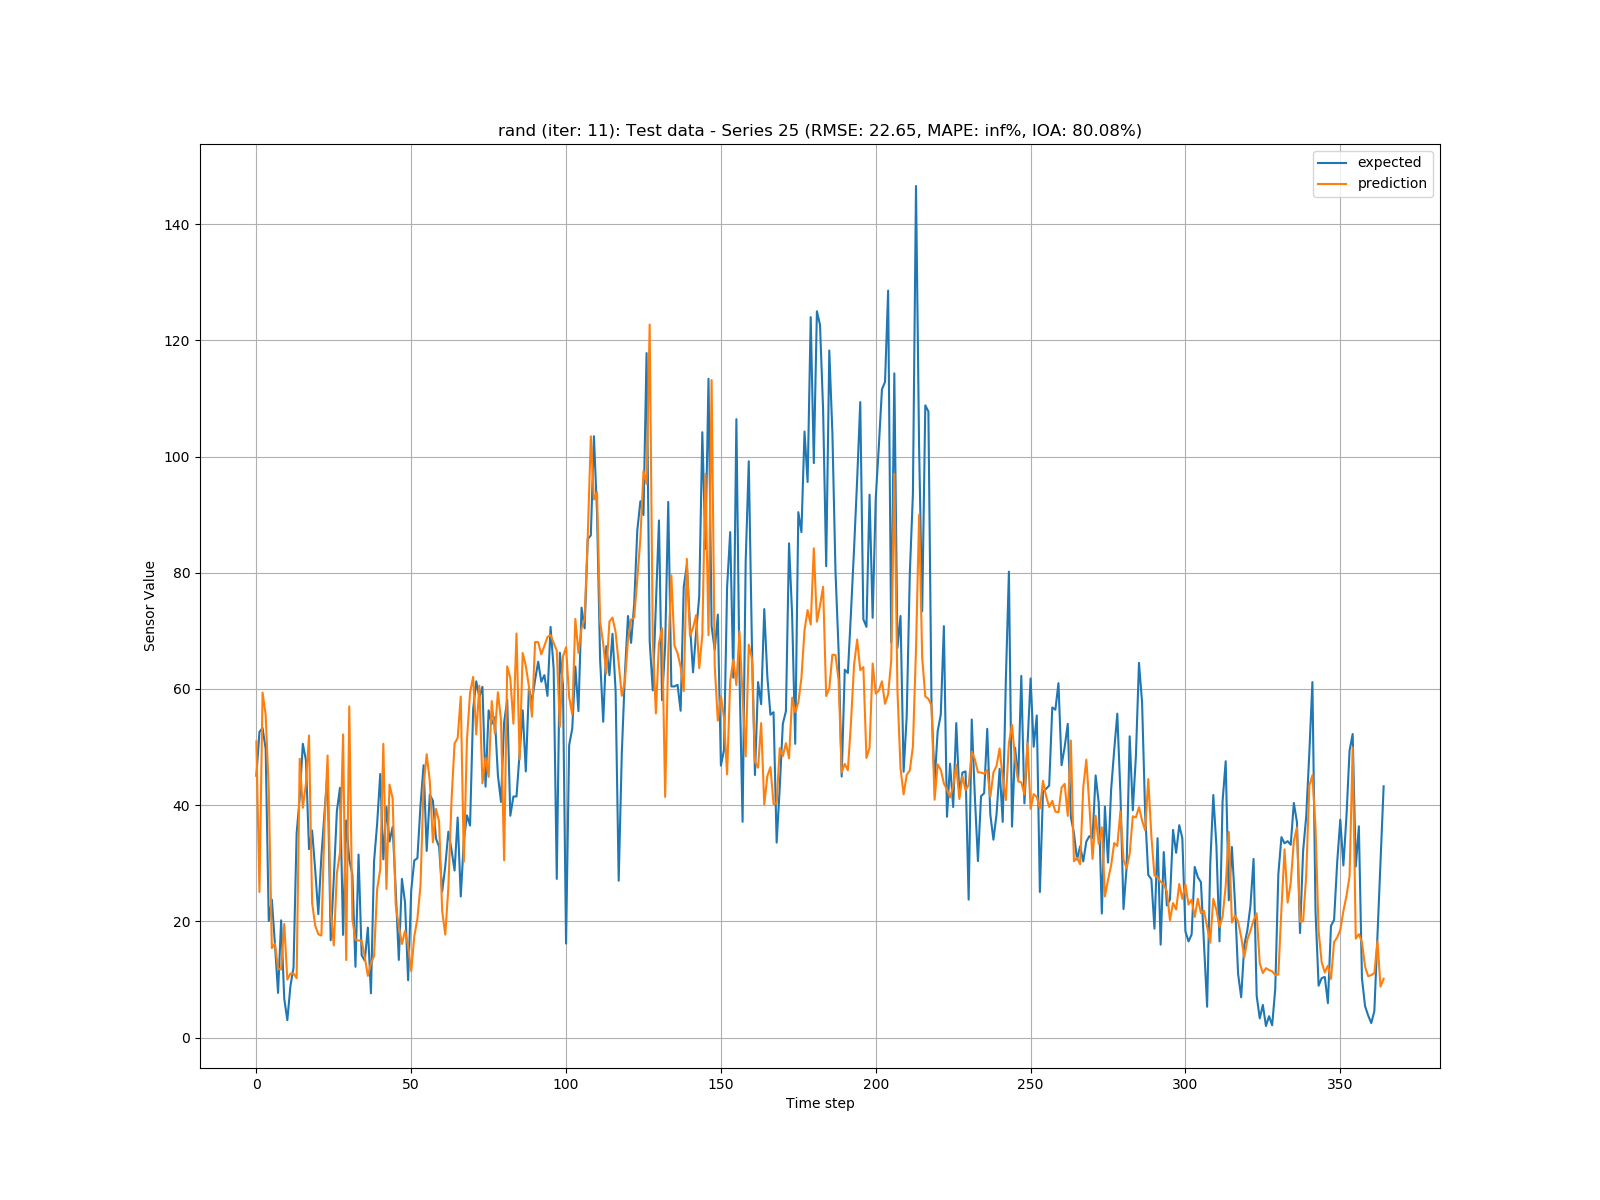 rand (iter: 11): Test data - Series 25 (RMSE: 22.65, MAPE: inf%, IOA: 80.08%)
expected
prediction
140
120
100
80
60
40
20
0
Sensor Value
0 50 100 150 200 250 300 350
Time step